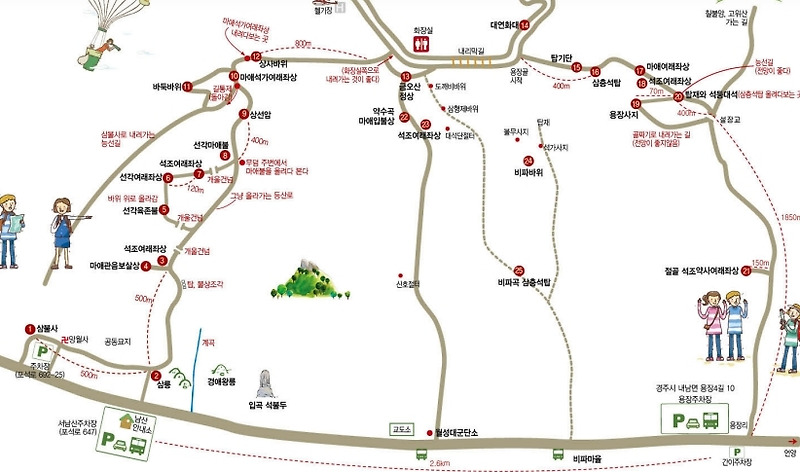 헬기장
마애석가여래좌상
내려다보는 곳
800m
12
상사바위
10
마애석가여래좌상
11
바둑바위
길통제
(돌아감)
9
상선암
삼불사로 내려가는
능선길
400m
선각마애불
8
무덤 주변에서
마애불을 올려다 본다
석조여래좌상
선각여래좌상
6
7
개울건넘
120m
그냥 올라가는 등산로
바위 위로 올라감
선각육존불
5
개울건넘
개울건넘
석조여래좌상
마애관음보살상
4
3
탑, 불상조각
500m
1
삼불사
망월사
공동묘지
P
주차장
(포석로 692-25)
500m
2
삼릉
계곡
경애왕릉
입곡 석불두
서남산주차장
(포석로 647)
남산
안내소
P
화장실
(화장실쪽으로
내려가는 것이 좋다)
내리막길
대연화대
14
용장골
시작
탑기단
15
16
삼층석탑
400m
13
금오산
정상
도깨비바위
약수곡
마애입불상
22
23
석조여래좌상
삼형제바위
대석단절터
탑재
불무사지
선가사지
24
비파바위
25
비파곡 삼층석탑
신호절터
교도소
월성대군단소
비파마을
2.6km
칠불암, 고위산
가는 길
17
마애여래좌상
18
석조여래좌상
능선길
(전망이 좋다)
70m
20
탑재와 석동대석
(삼층석탑 올려다보는 곳)
19
용장사지
400m
설잠교
골짜기로 내려가는 길
(전망이 좋지않음)
1850m
150m
절골 석조약사여래좌상
21
경주시 내남면 용장4길 10
용장주차장
P
용장리
P
간이주차장
언양